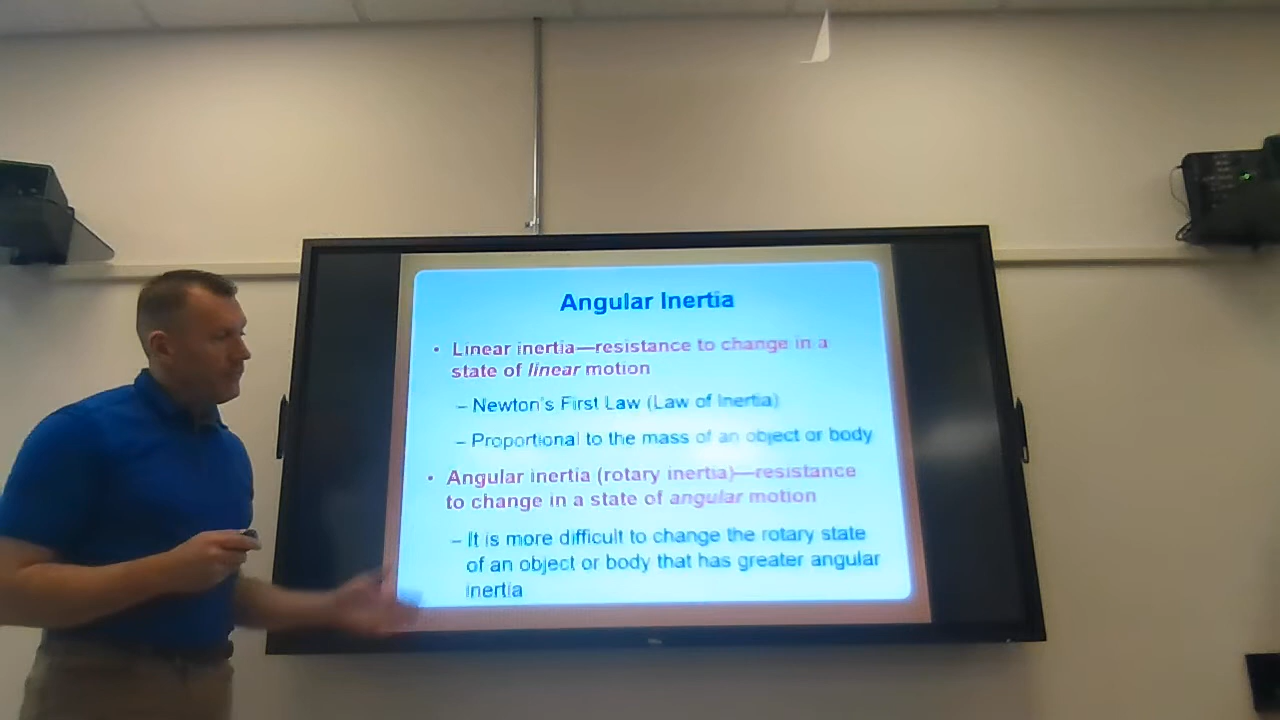 Angular Inertia
• Linear inertia—resistance to change in a
state of linear motion
– Newton's First Law (Law of Inertia)
– Proportional to the mass of an object or body
• Angular inertia (rotary inertia)—resistance
to change in a state of angular motion
– It is more difficult to change the rotary state
of an object or body that has greater angular
inertia